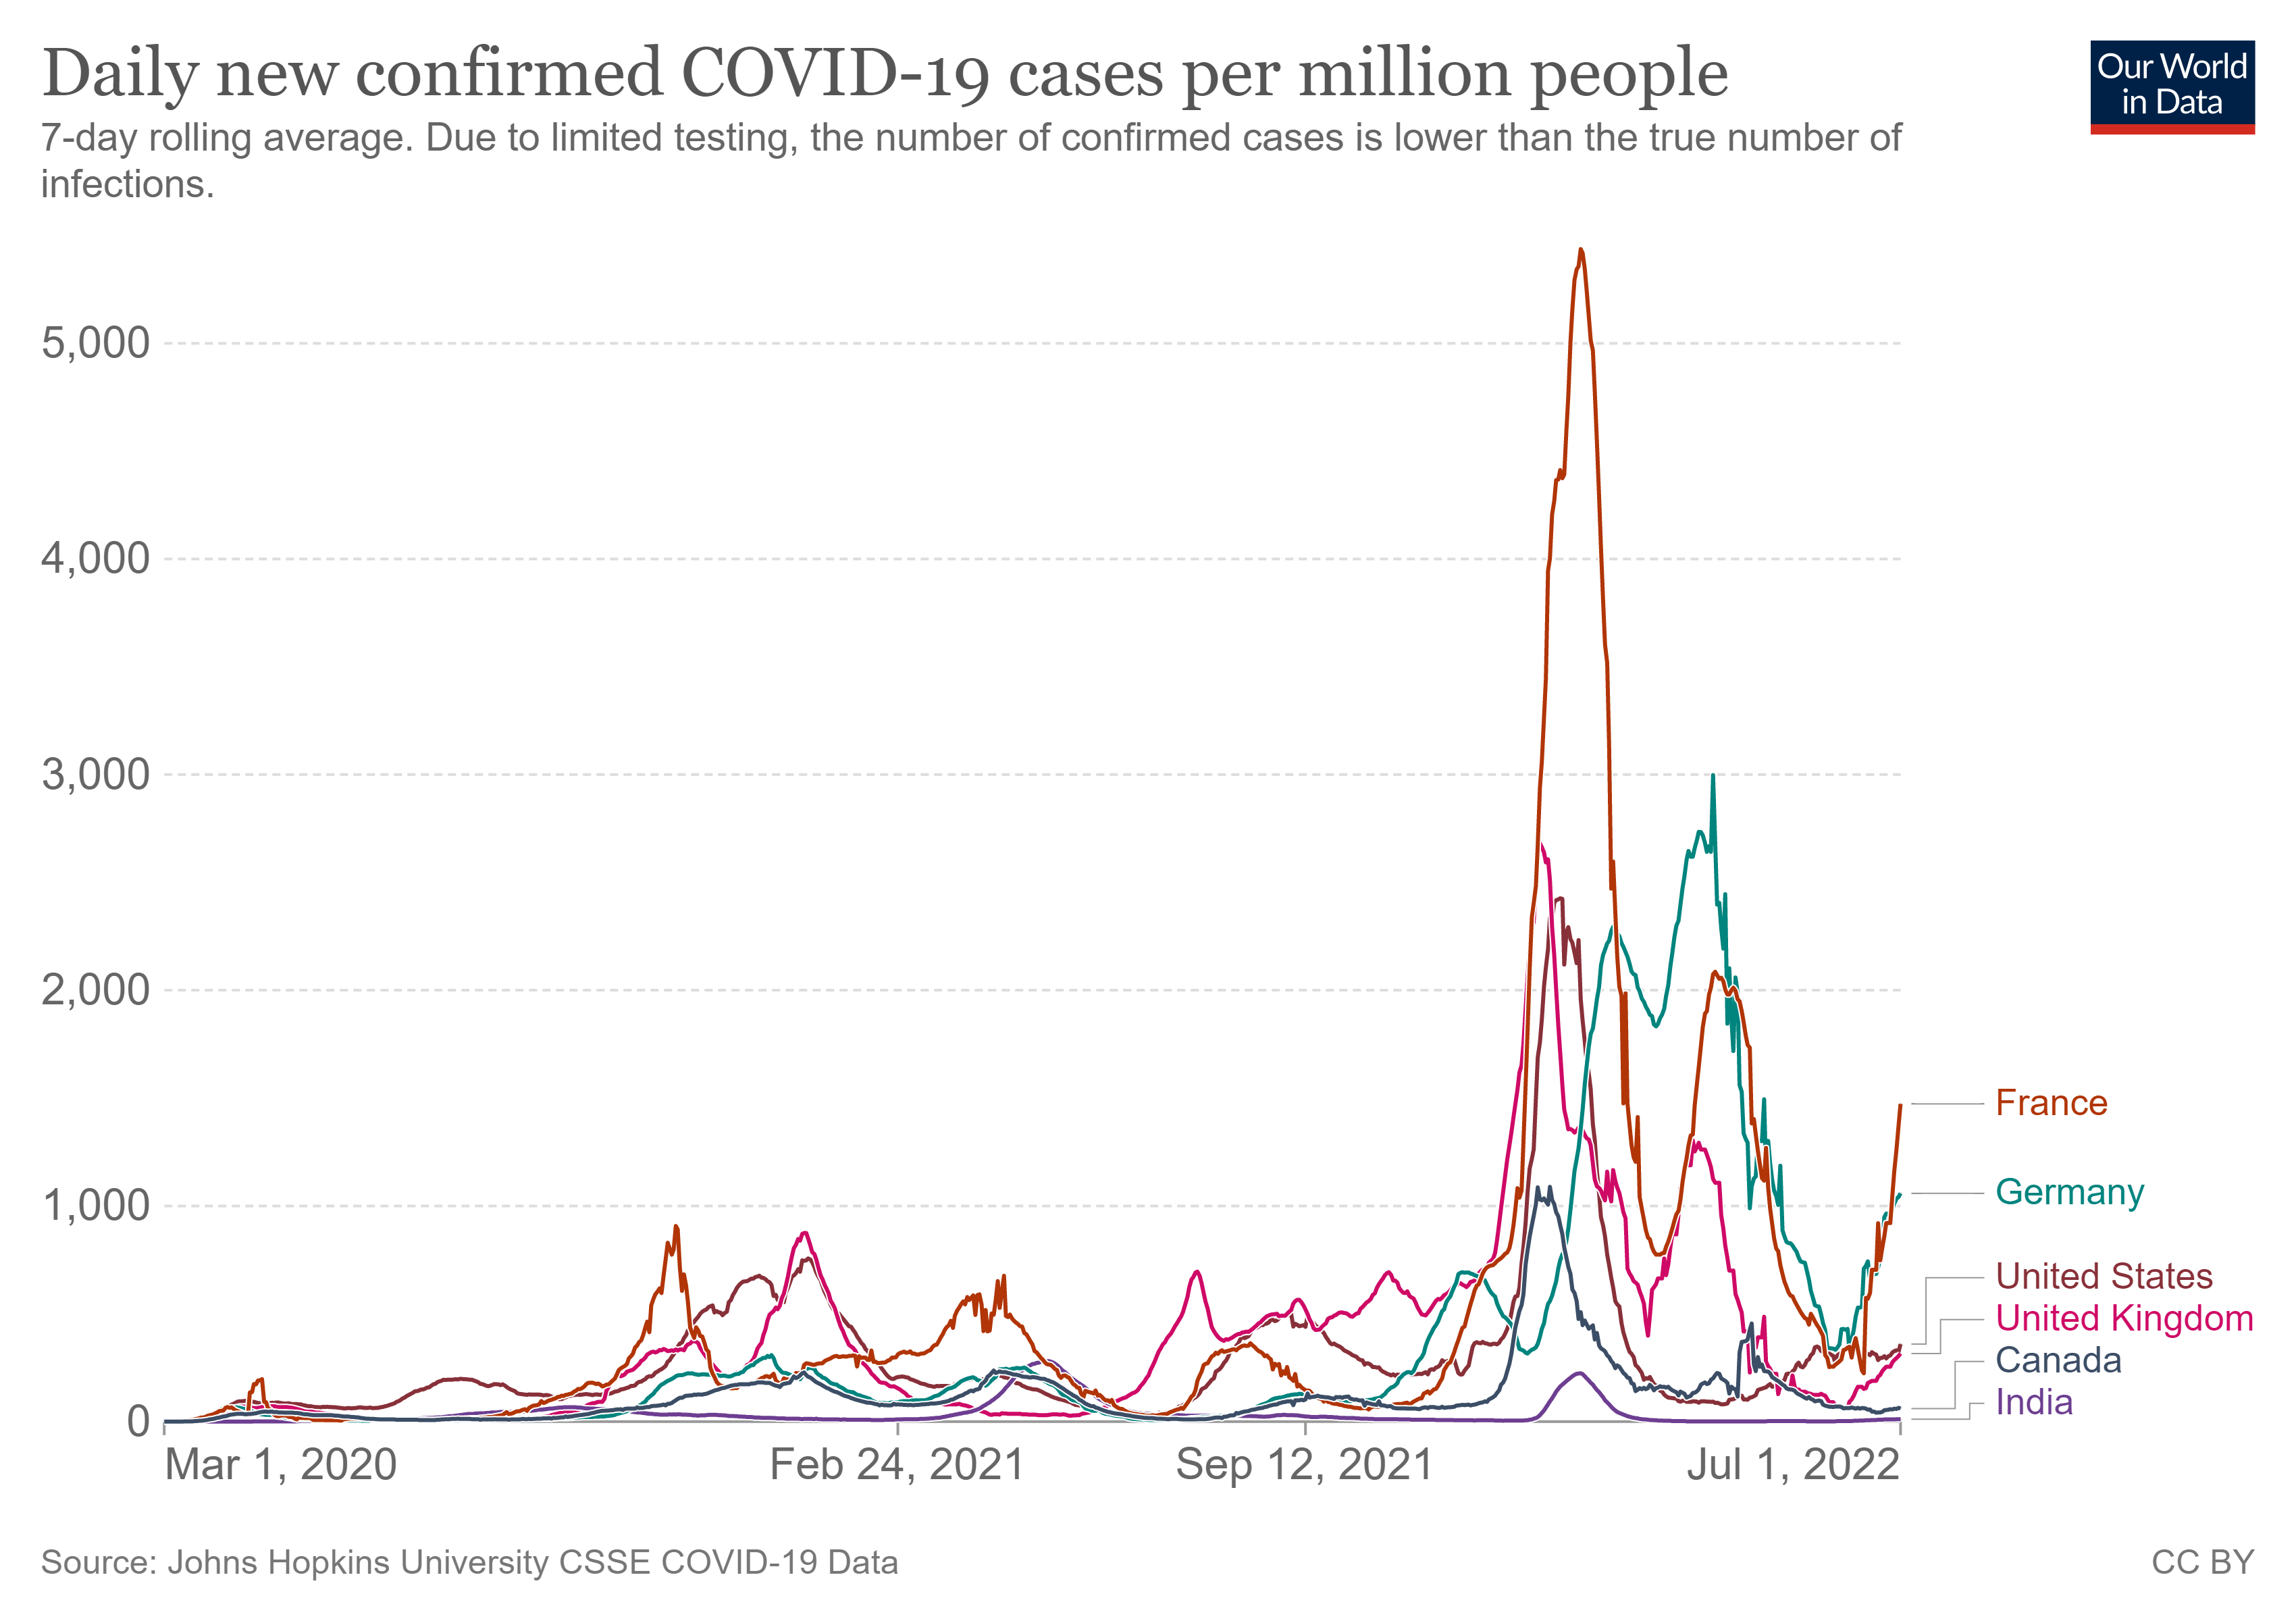 Daily new confirmed COVID-19 cases per million people
Our World
in Data
7-day rolling average. Due to limited testing, the number of confirmed cases is lower than the true number of
infections.
5,000
4,000
3,000
2,000
1,000
0
France
Germany
United States
United Kingdom
Canada
India
Mar 1, 2020
Feb 24, 2021
Sep 12, 2021
Jul 1, 2022
Source: Johns Hopkins University CSSE COVID-19 Data
CC BY